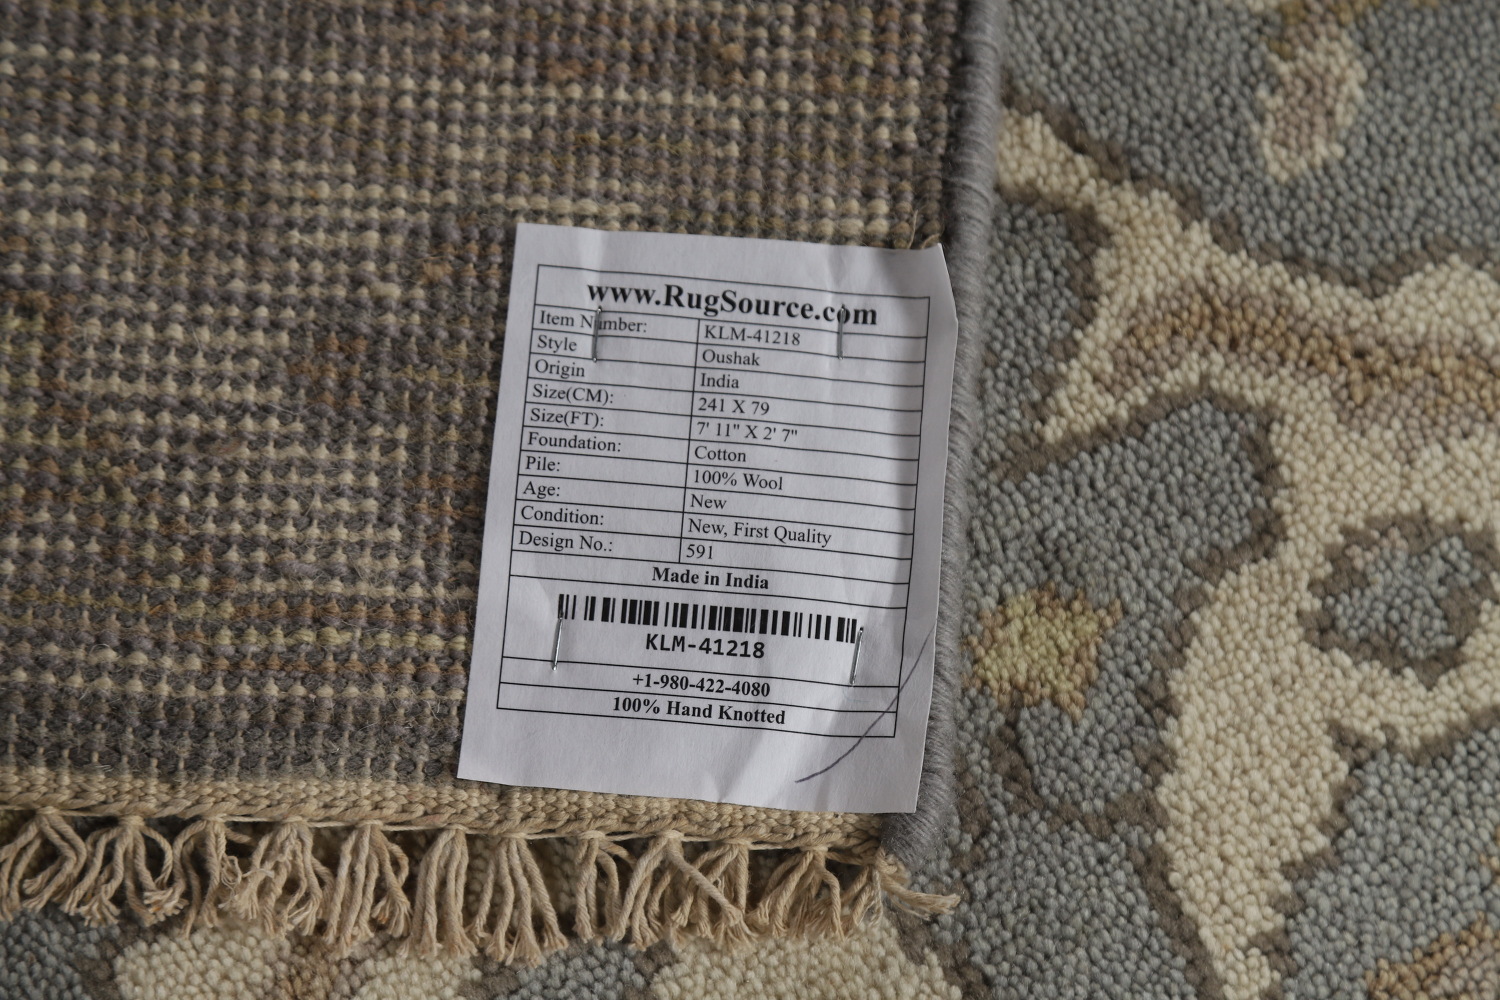 www.RugSource.com
Item Number: KLM-41218
Style Oushak
Origin India
Size(CM): 241 X 79
Size(FT): 7' 11" X 2' 7"
Foundation: Cotton
Pile: 100% Wool
Age: New
Condition: New, First Quality
Design No.: 591
Made in India
KLM-41218
+1-980-422-4080
100% Hand Knotted